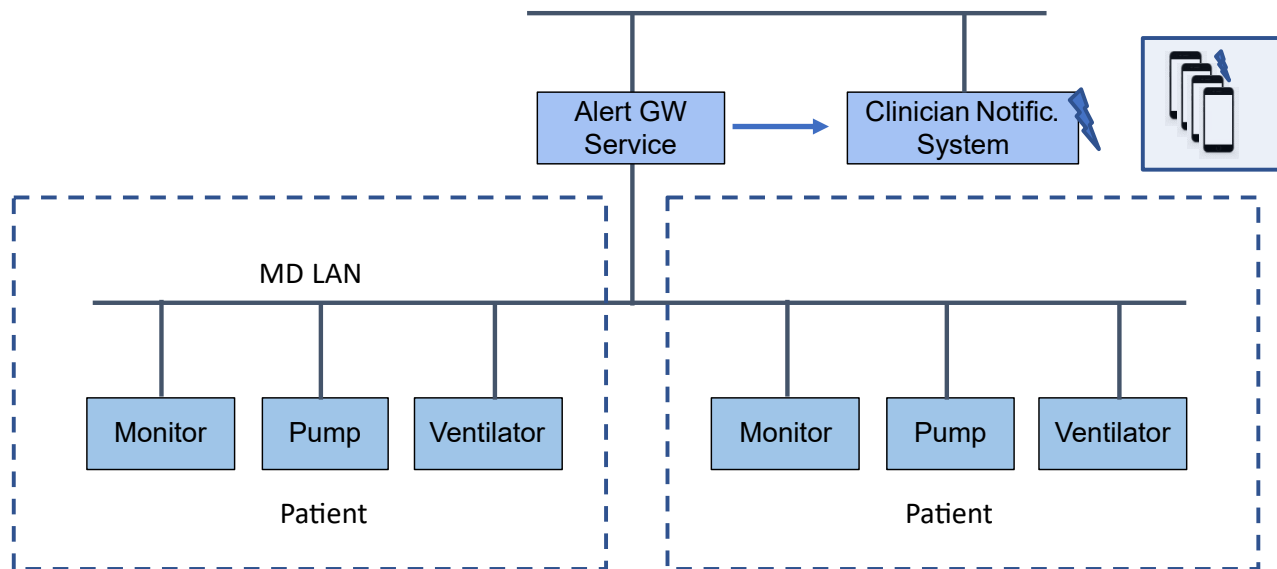 Alert GW
Service
Clinician Notific.
System
MD LAN
Monitor
Pump
Ventilator
Monitor
Pump
Ventilator
Patient
Patient